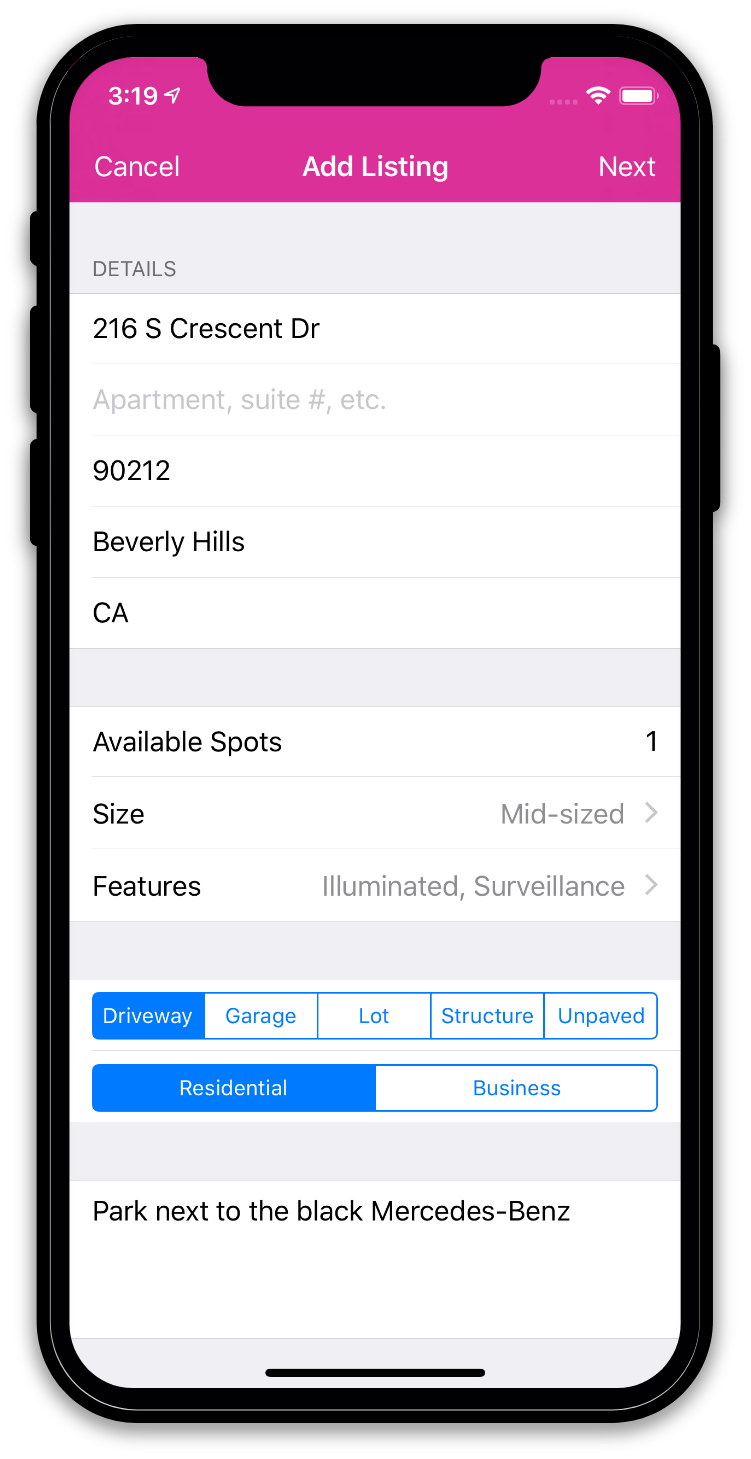 3:19
Cancel Add Listing Next
DETAILS
216 S Crescent Dr
Apartment, suite #, etc.
90212
Beverly Hills
CA
Available Spots 1
Size Mid-sized
Features Illuminated, Surveillance
Driveway Garage Lot Structure Unpaved
Residential Business
Park next to the black Mercedes-Benz